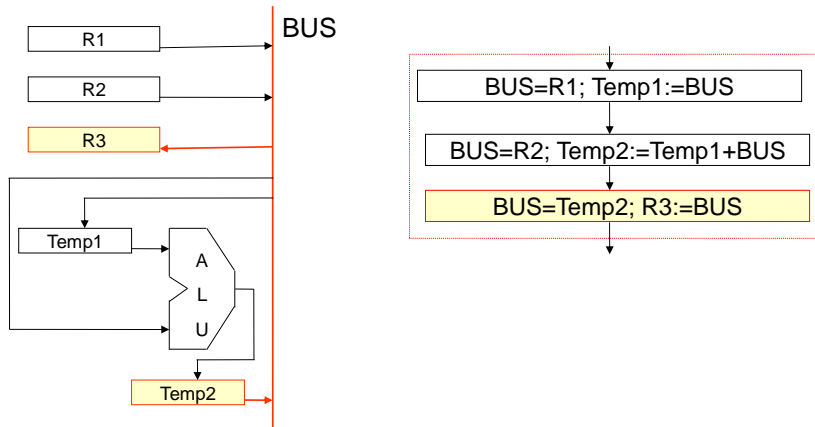 BUS
R1
R2
R3
Temp1
A
L
U
Temp2
BUS=R1; Temp1:=BUS
BUS=R2; Temp2:=Temp1+BUS
BUS=Temp2; R3:=BUS